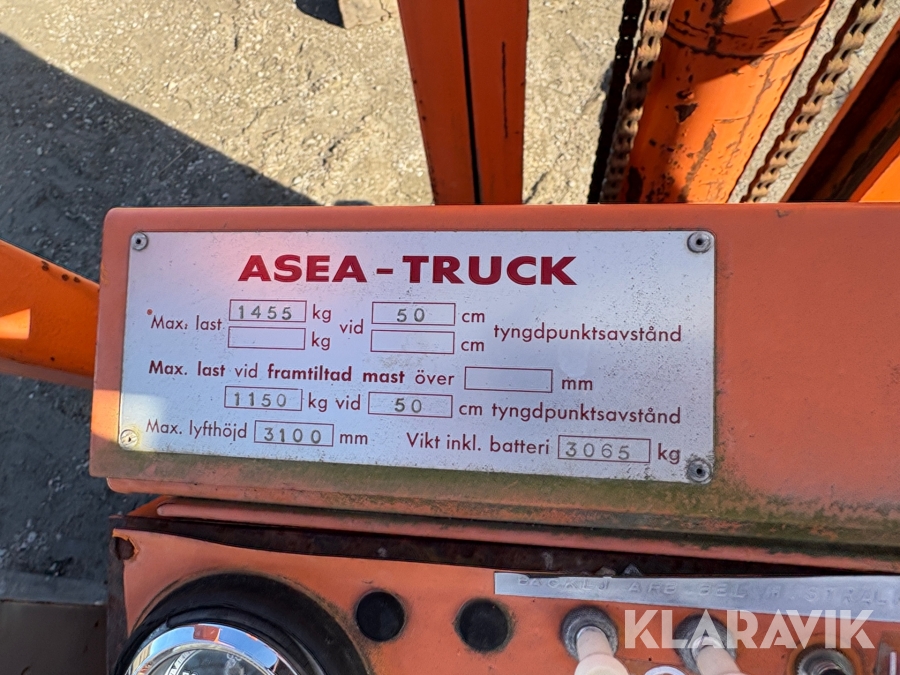 ASEA-TRUCK
Max. last 1455 kg vid 50 cm tyngdpunktsavstånd
kg cm
Max. last vid framtiltad mast över mm
1150 kg vid 50 cm tyngdpunktsavstånd
Max. lyfthöjd 3100 mm Vikt inkl. batteri 3065 kg
KLARAVIK